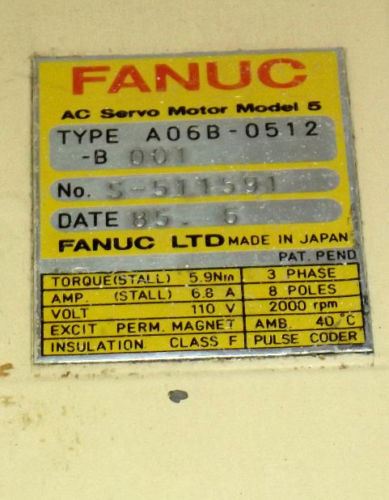 FANUC
AC Servo Motor Model 5
TYPE A06B-0512
-B 001
No. S-511591
DATE 85. 6
FANUC LTD MADE IN JAPAN
PAT. PEND
TORQUE(STALL) 5.9Nm 3 PHASE
AMP. (STALL) 6.8 A 8 POLES
VOLT 110 V 2000 rpm
EXCIT PERM. MAGNET AMB. 40°C
INSULATION. CLASS F PULSE CODER